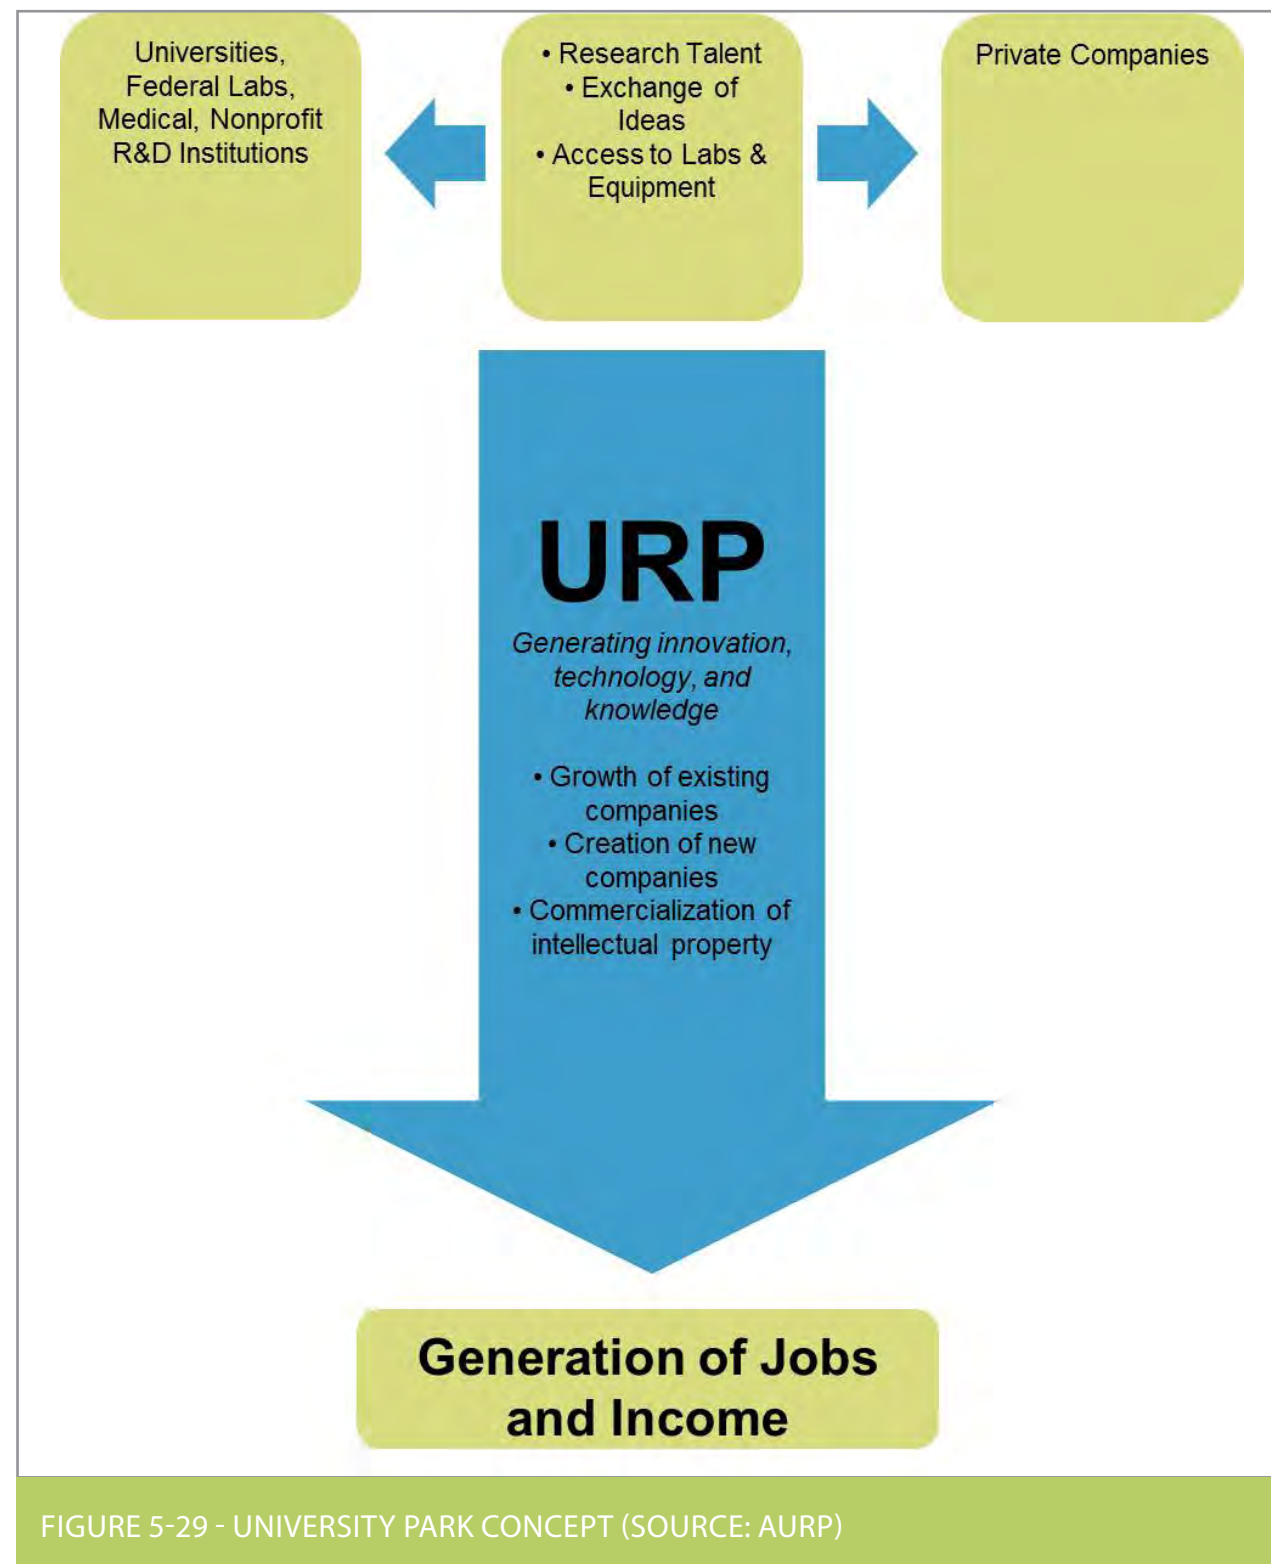 Universities,
Federal Labs,
Medical, Nonprofit
R&D Institutions
• Research Talent
• Exchange of
Ideas
• Access to Labs &
Equipment
Private Companies
URP
Generating innovation,
technology, and
knowledge
• Growth of existing
companies
• Creation of new
companies
• Commercialization of
intellectual property
Generation of Jobs
and Income
FIGURE 5-29 - UNIVERSITY PARK CONCEPT (SOURCE: AURP)